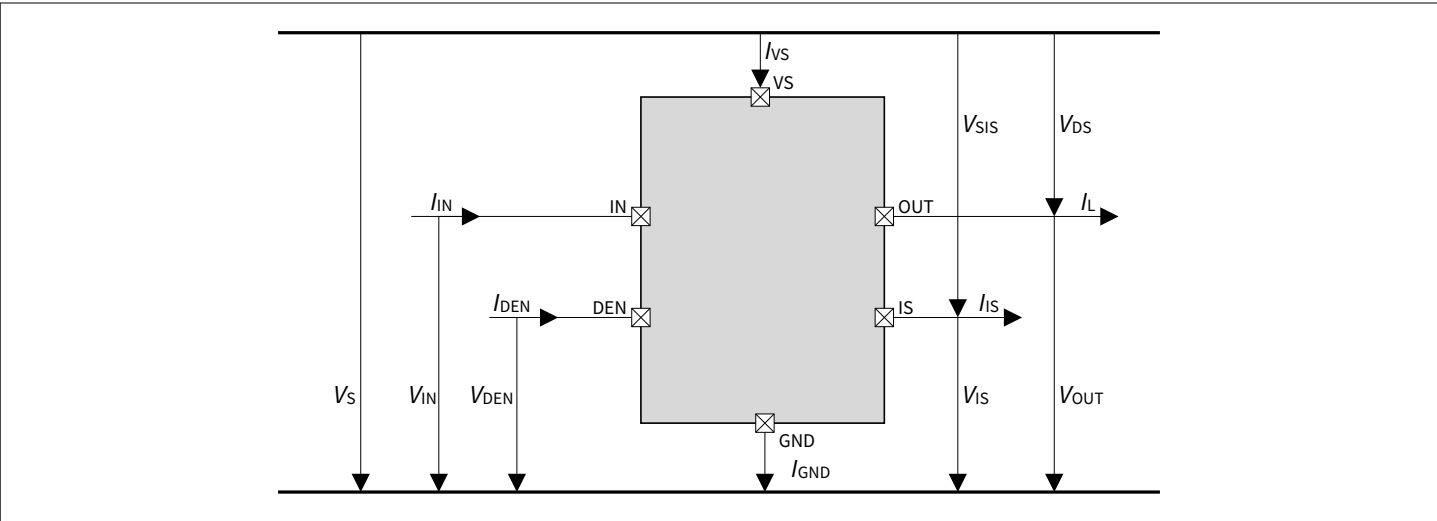 IVS
VS
VSIS
VDS
IIN
IN
OUT
IL
IDEN
DEN
IS
IIS
VS
VIN
VDEN
VIS
VOUT
GND
IGND